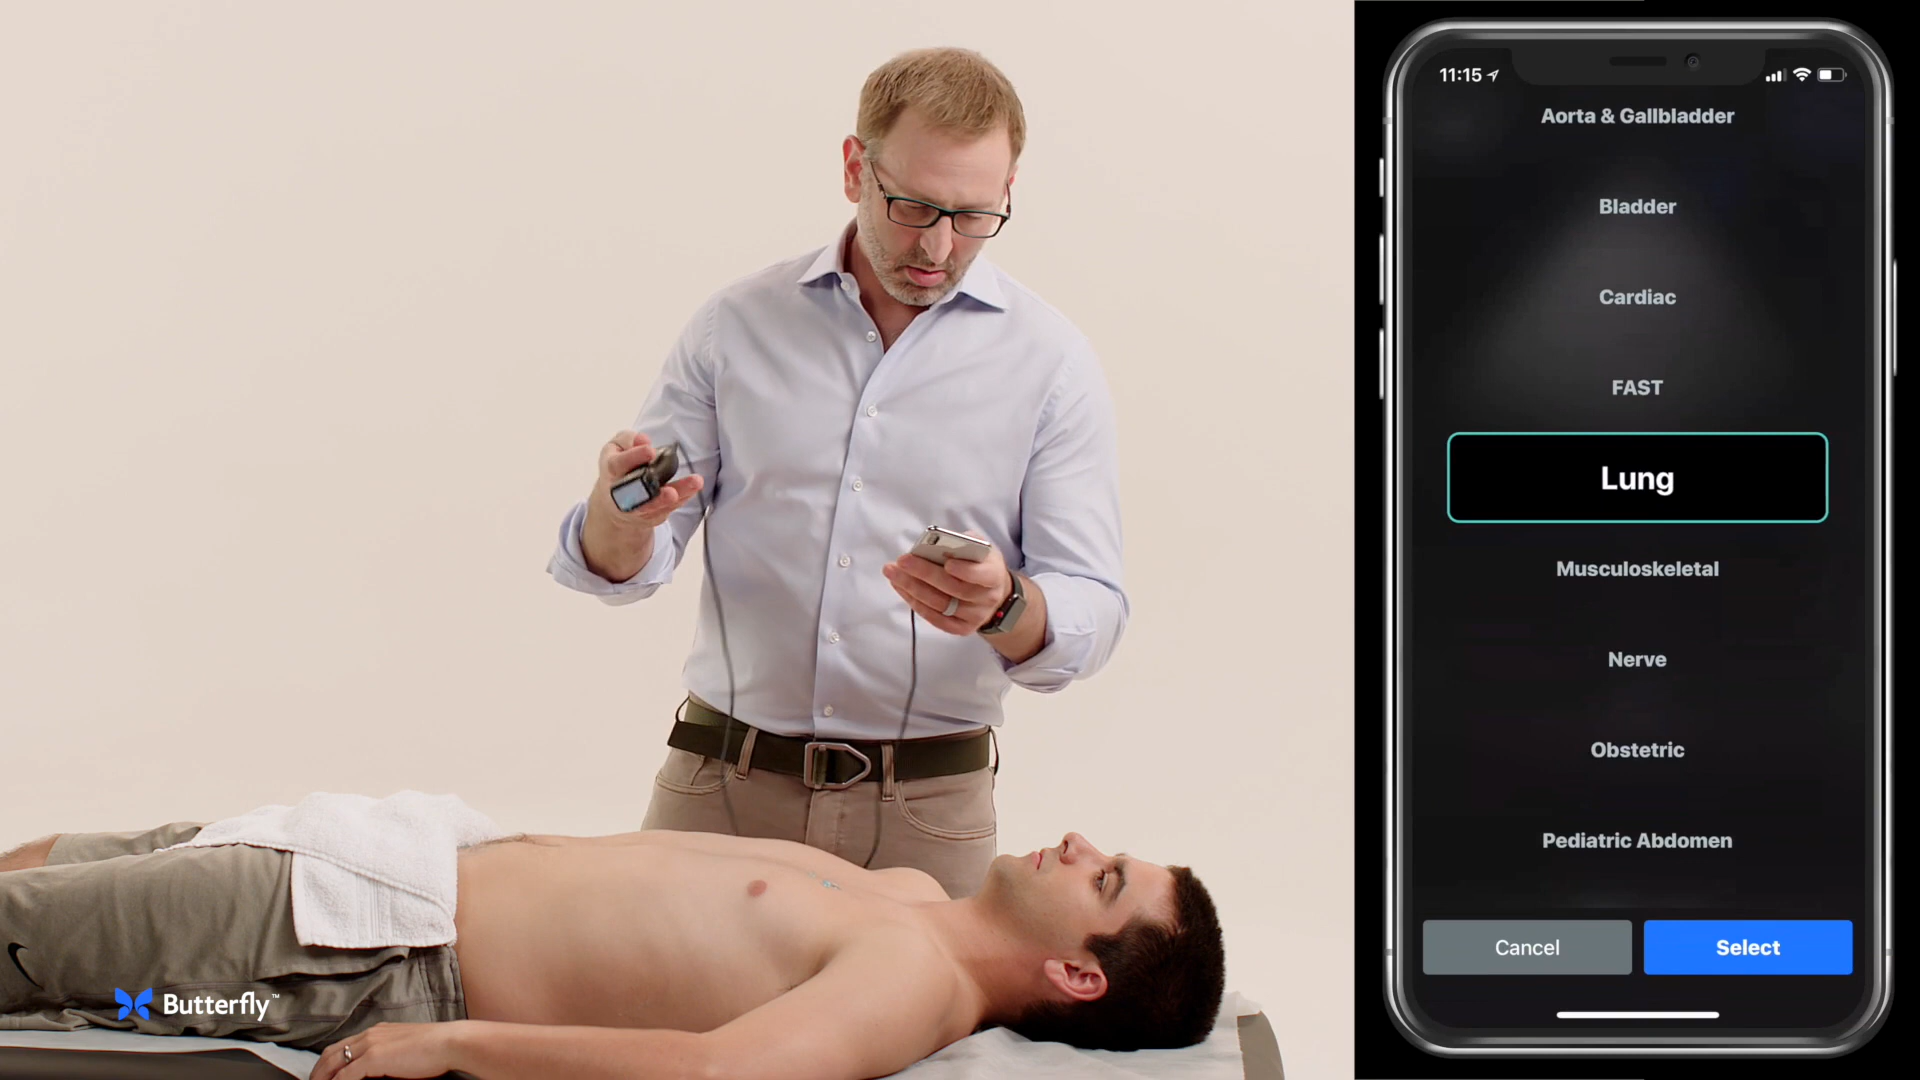 11:15
Aorta & Gallbladder
Bladder
Cardiac
FAST
Lung
Musculoskeletal
Nerve
Obstetric
Pediatric Abdomen
Cancel
Select
Butterfly™